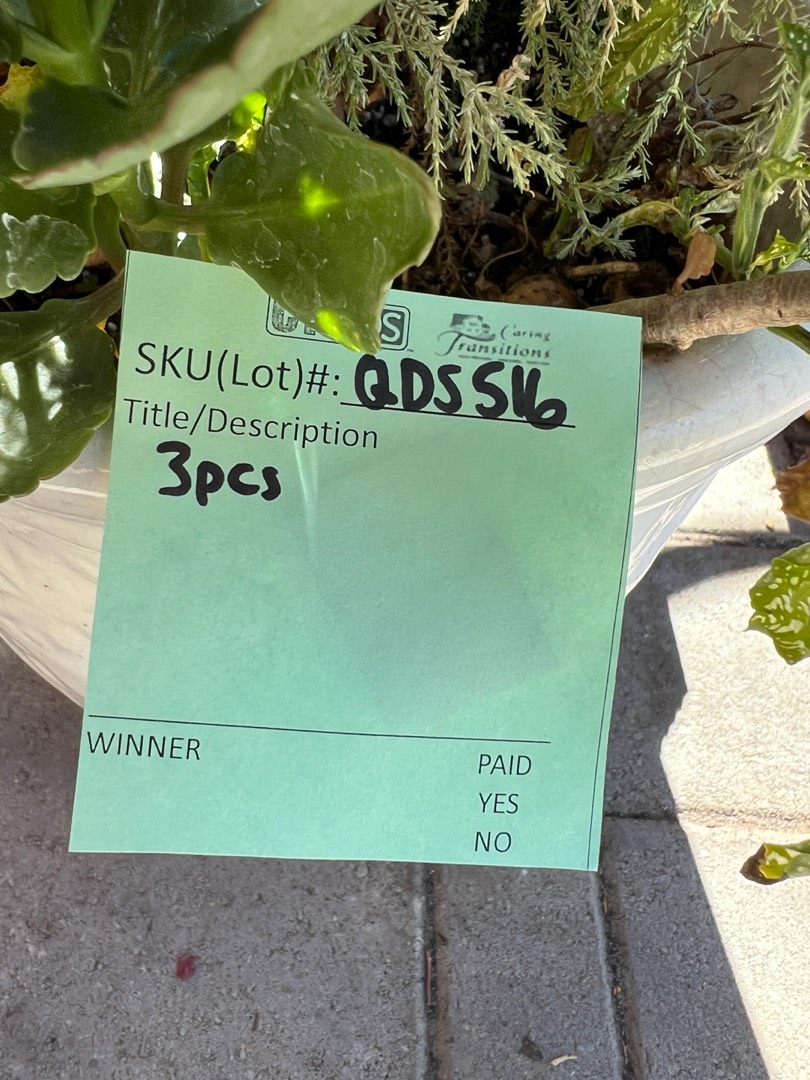 Caring
Transitions
SKU(Lot)#: QDS516
Title/Description
3pcs
WINNER
PAID
YES
NO